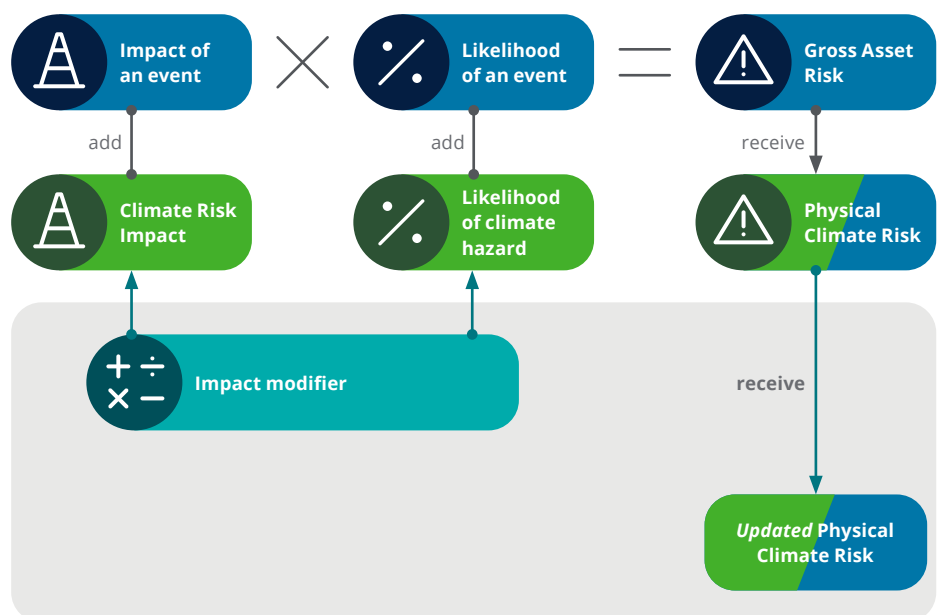 Impact of
an event
Likelihood
of an event
Gross Asset
Risk
add
add
receive
Climate Risk
Impact
Likelihood
of climate
hazard
Physical
Climate Risk
Impact modifier
receive
Updated Physical
Climate Risk